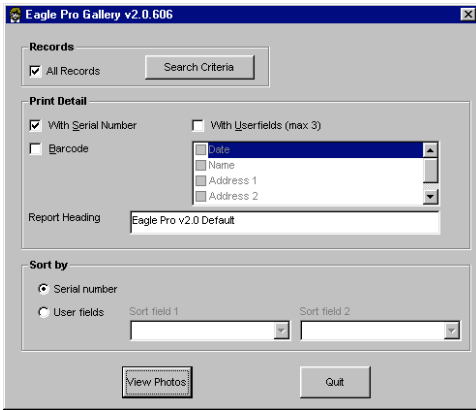 Eagle Pro Gallery v2.0.606
Records
All Records
Search Criteria
Print Detail
With Serial Number
With Userfields (max 3)
Barcode
Date
Name
Address 1
Address 2
Report Heading
Eagle Pro v2.0 Default
Sort by
Serial number
User fields
Sort field 1
Sort field 2
View Photos
Quit